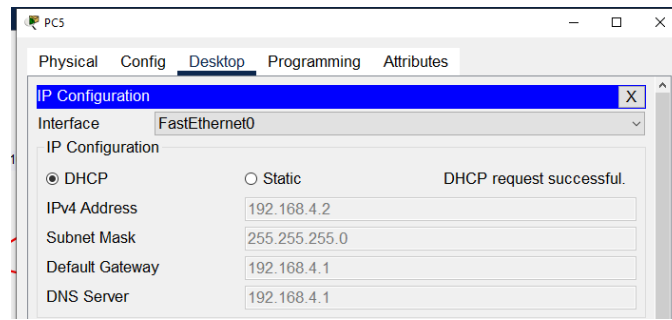 PC5
Physical Config Desktop Programming Attributes
IP Configuration X
Interface FastEthernet0
IP Configuration
1
DHCP Static DHCP request successful.
IPv4 Address 192.168.4.2
Subnet Mask 255.255.255.0
Default Gateway 192.168.4.1
DNS Server 192.168.4.1